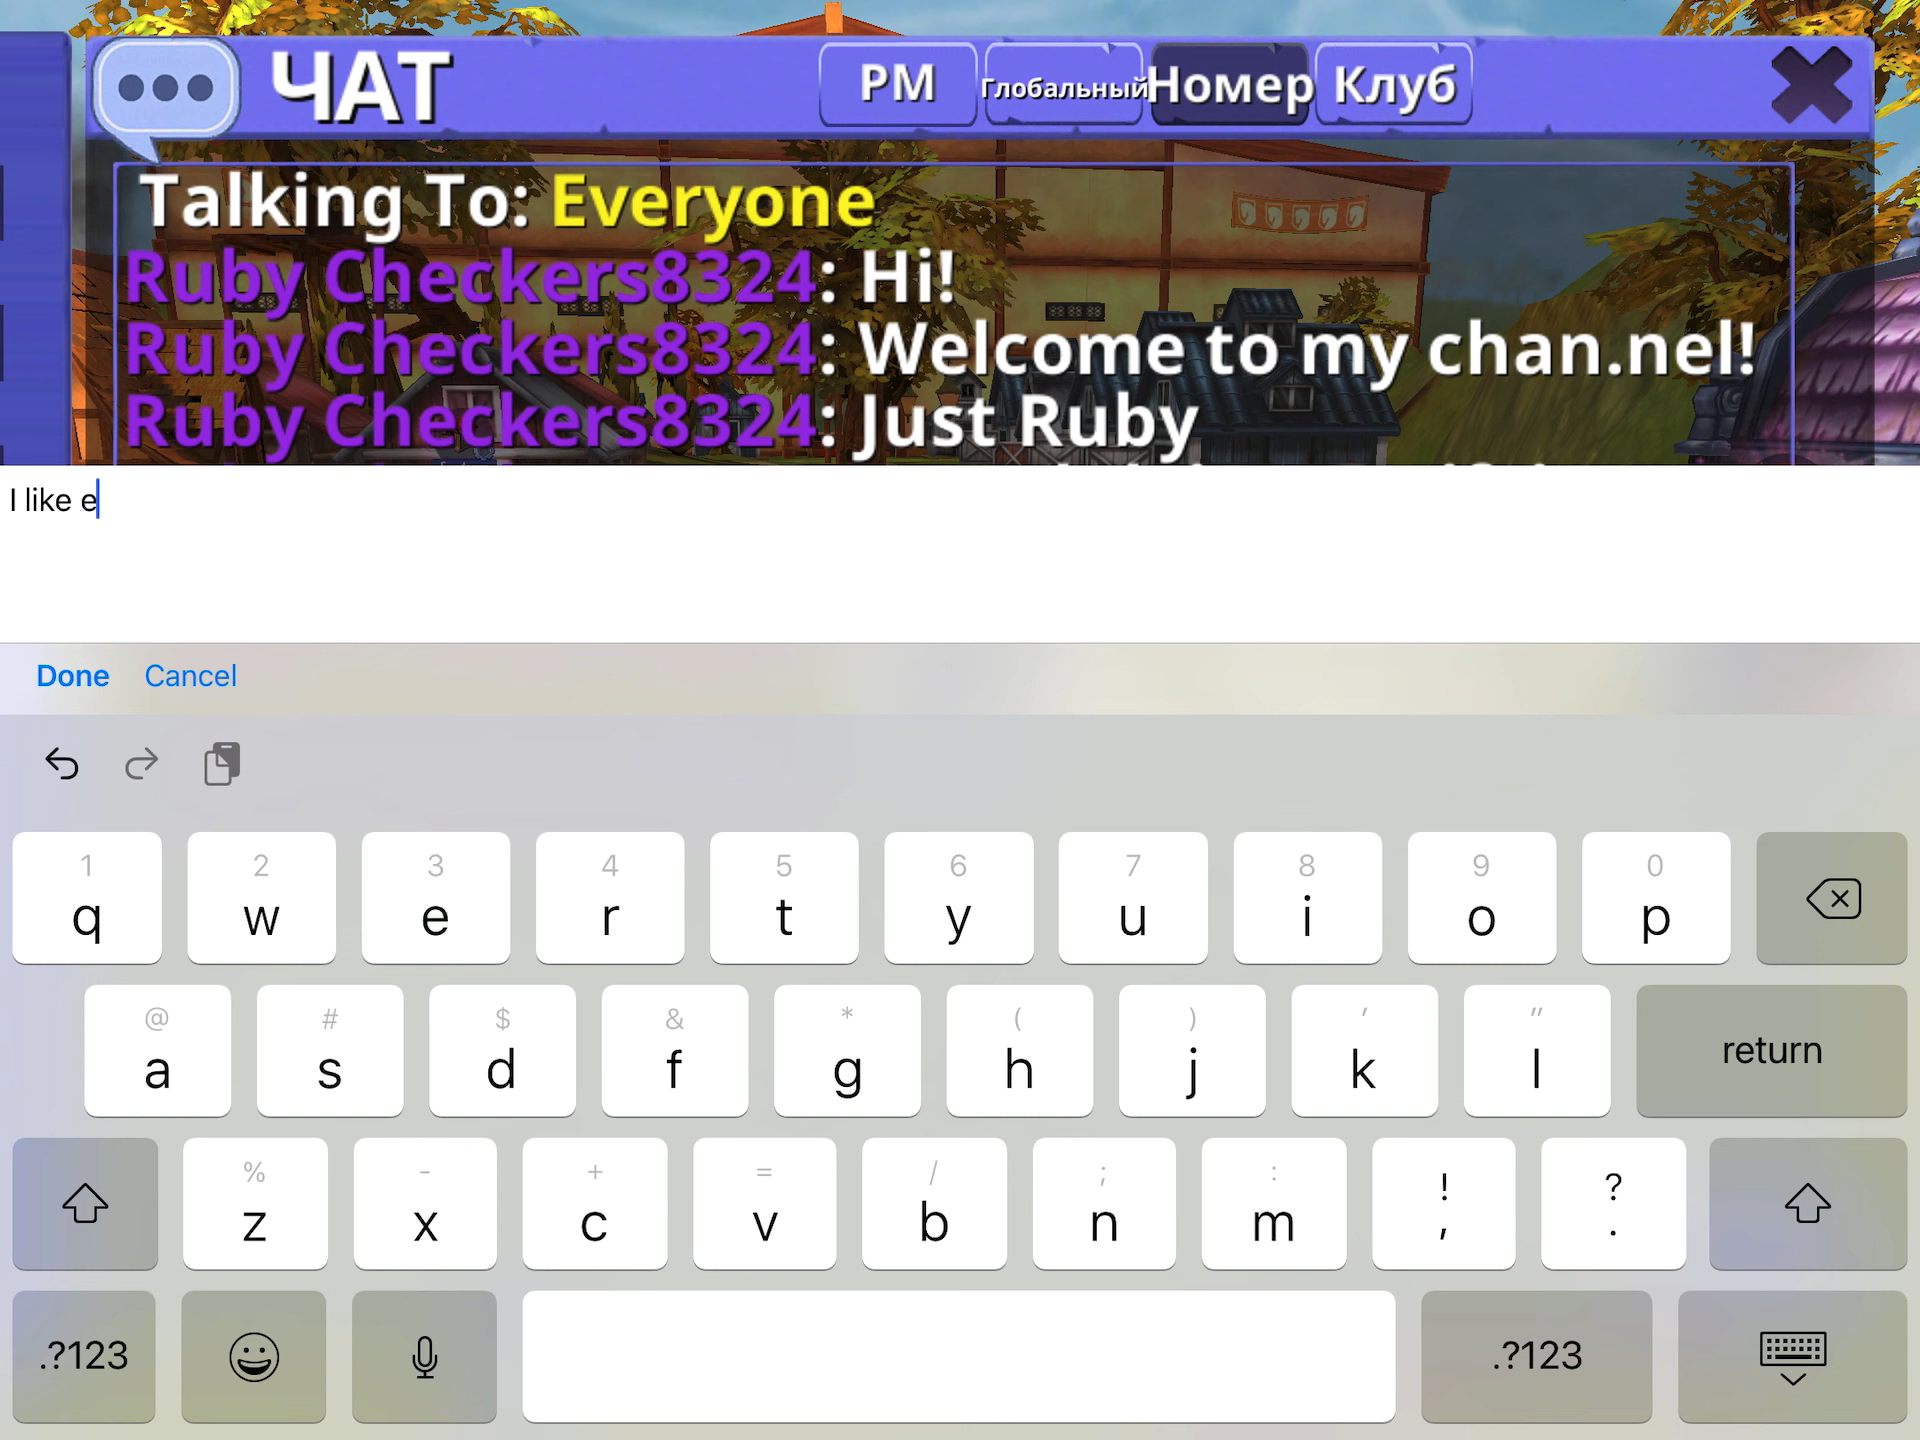 ЧАТ
PM
Глобальный
Номер
Клуб
Talking To: Everyone
Ruby Checkers8324: Hi!
Ruby Checkers8324: Welcome to my chan.nel!
Ruby Checkers8324: Just Ruby
I like e
Done Cancel
1 2 3 4 5 6 7 8 9 0
q w e r t y u i o p
@ # $ & * ( ) ' "
a s d f g h j k l return
% - + = / ; : ! ?
z x c v b n m , .
.?123 .?123